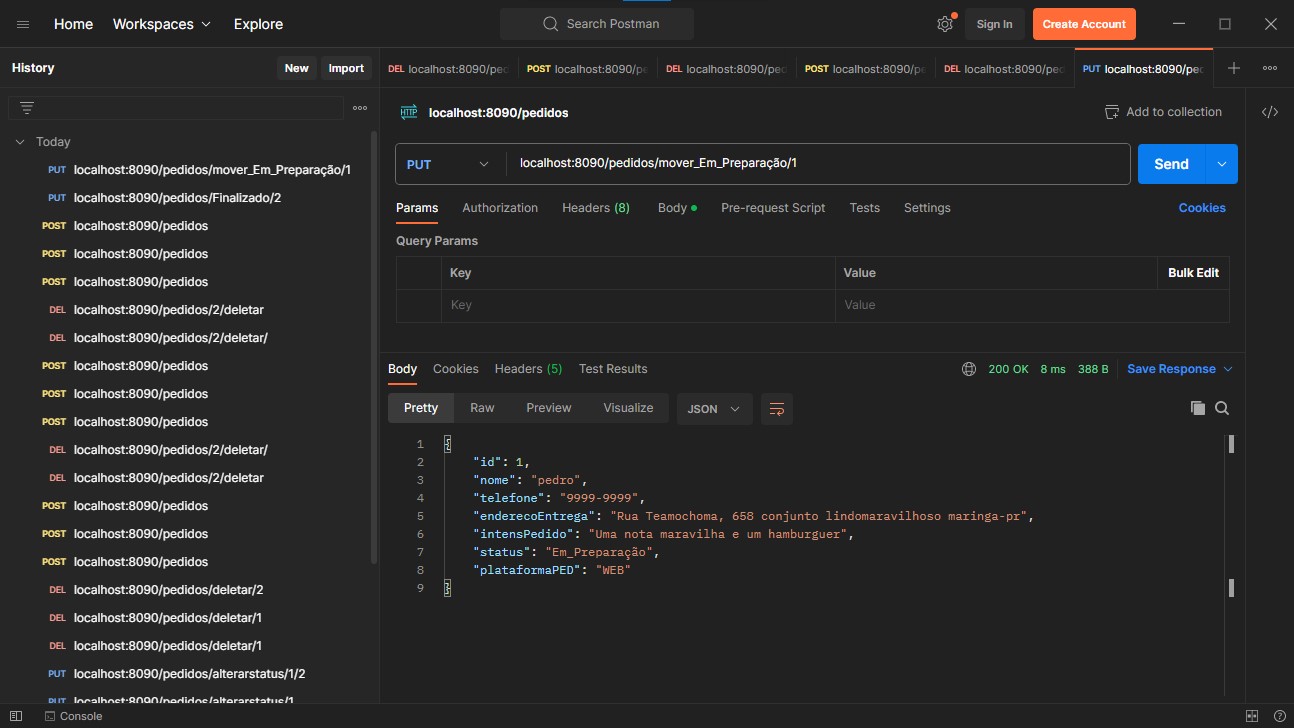 Home Workspaces Explore Search Postman Sign In Create Account
History New Import
DEL localhost:8090/ped POST localhost:8090/pe DEL localhost:8090/ped POST localhost:8090/pe DEL localhost:8090/ped PUT localhost:8090/ped
HTTP localhost:8090/pedidos Add to collection
PUT localhost:8090/pedidos/mover_Em_Preparação/1 Send
Params Authorization Headers (8) Body Pre-request Script Tests Settings Cookies
Query Params
Key Value Bulk Edit
Key Value
Today
PUT localhost:8090/pedidos/mover_Em_Preparação/1
PUT localhost:8090/pedidos/Finalizado/2
POST localhost:8090/pedidos
POST localhost:8090/pedidos
POST localhost:8090/pedidos
DEL localhost:8090/pedidos/2/deletar
DEL localhost:8090/pedidos/2/deletar/
POST localhost:8090/pedidos
POST localhost:8090/pedidos
POST localhost:8090/pedidos
DEL localhost:8090/pedidos/2/deletar/
DEL localhost:8090/pedidos/2/deletar
POST localhost:8090/pedidos
POST localhost:8090/pedidos
POST localhost:8090/pedidos
DEL localhost:8090/pedidos/deletar/2
DEL localhost:8090/pedidos/deletar/1
DEL localhost:8090/pedidos/deletar/1
PUT localhost:8090/pedidos/alterarstatus/1/2
PUT localhost:8090/pedidos/alterarstatus/1
Body Cookies Headers (5) Test Results 200 OK 8 ms 388 B Save Response
Pretty Raw Preview Visualize JSON
1 {
2 "id": 1,
3 "nome": "pedro",
4 "telefone": "9999-9999",
5 "enderecoEntrega": "Rua Teamochoma, 658 conjunto lindomaravilhoso maringa-pr",
6 "intensPedido": "Uma nota maravilha e um hamburguer",
7 "status": "Em_Preparação",
8 "plataformaPED": "WEB"
9 }
Console